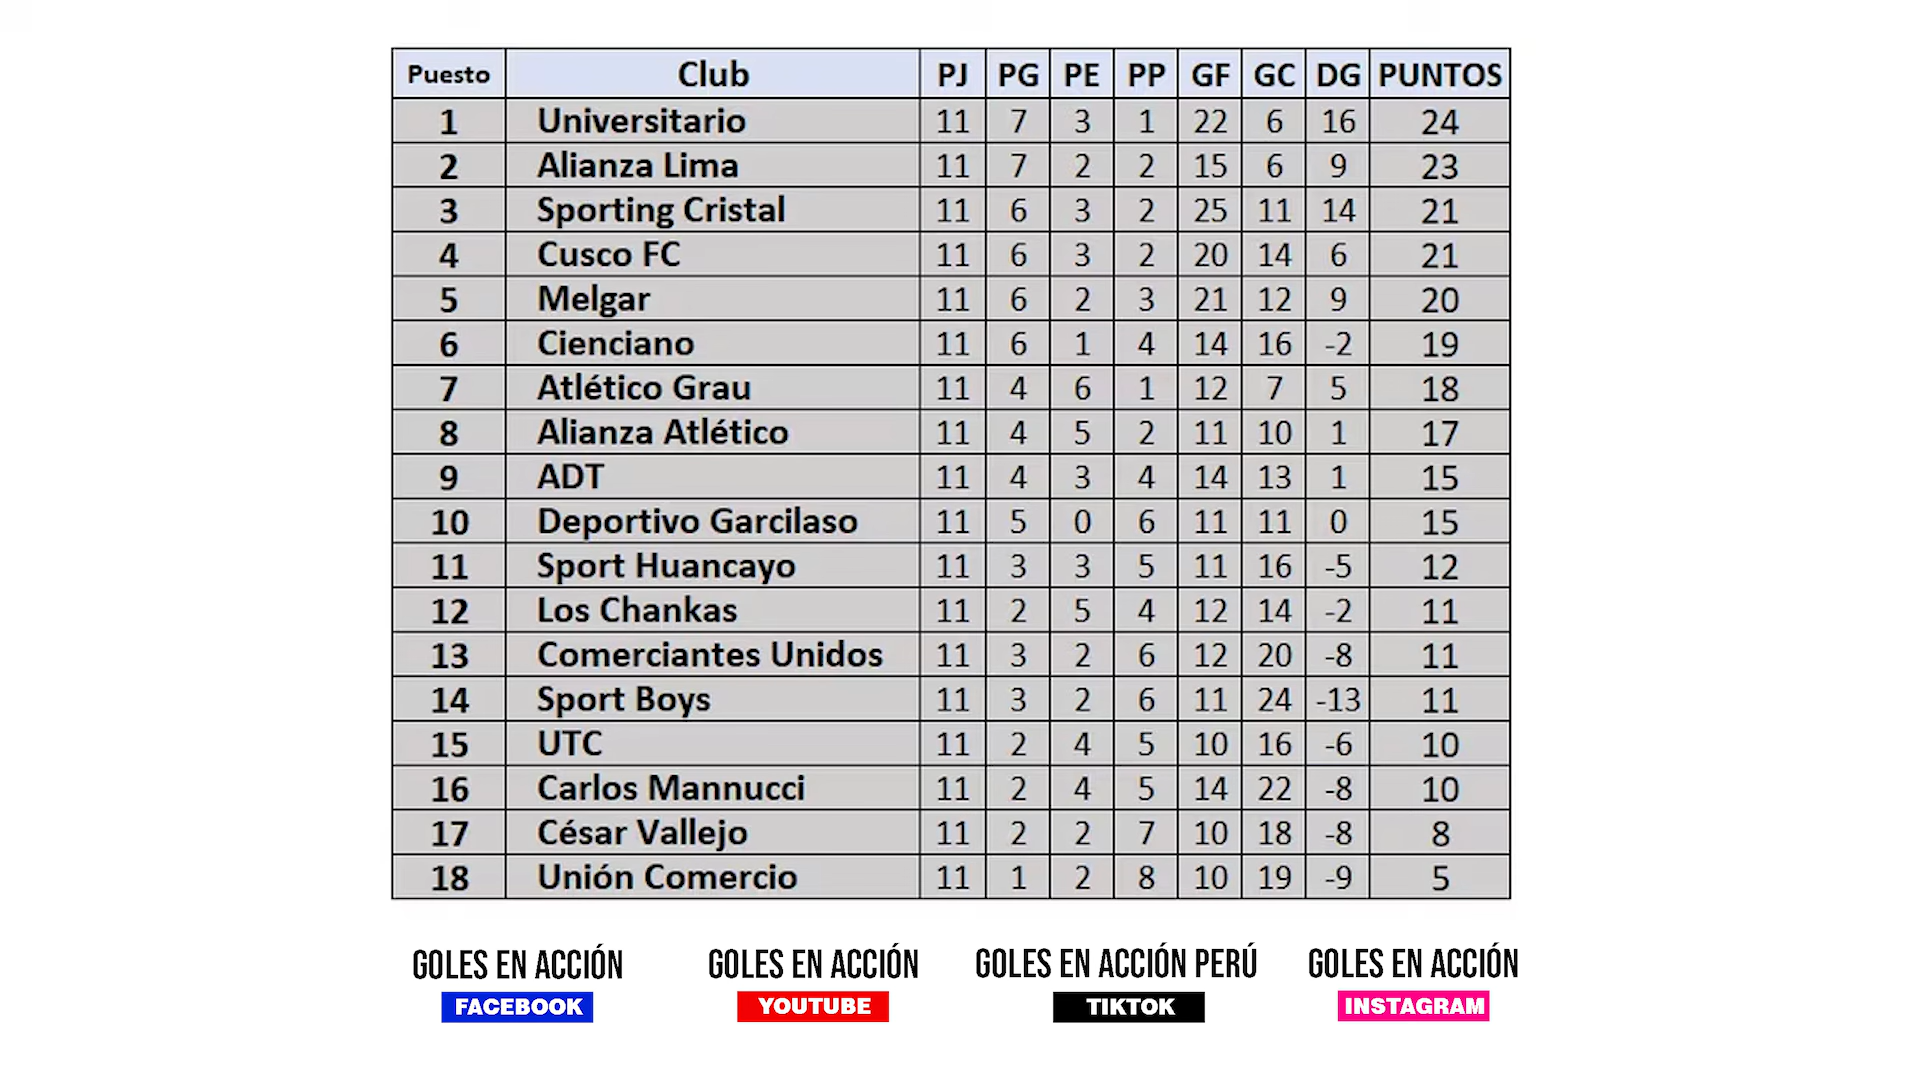 Puesto Club PJ PG PE PP GF GC DG PUNTOS
1 Universitario 11 7 3 1 22 6 16 24
2 Alianza Lima 11 7 2 2 15 6 9 23
3 Sporting Cristal 11 6 3 2 25 11 14 21
4 Cusco FC 11 6 3 2 20 14 6 21
5 Melgar 11 6 2 3 21 12 9 20
6 Cienciano 11 6 1 4 14 16 -2 19
7 Atlético Grau 11 4 6 1 12 7 5 18
8 Alianza Atlético 11 4 5 2 11 10 1 17
9 ADT 11 4 3 4 14 13 1 15
10 Deportivo Garcilaso 11 5 0 6 11 11 0 15
11 Sport Huancayo 11 3 3 5 11 16 -5 12
12 Los Chankas 11 2 5 4 12 14 -2 11
13 Comerciantes Unidos 11 3 2 6 12 20 -8 11
14 Sport Boys 11 3 2 6 11 24 -13 11
15 UTC 11 2 4 5 10 16 -6 10
16 Carlos Mannucci 11 2 4 5 14 22 -8 10
17 César Vallejo 11 2 2 7 10 18 -8 8
18 Unión Comercio 11 1 2 8 10 19 -9 5
GOLES EN ACCIÓN GOLES EN ACCIÓN GOLES EN ACCIÓN PERÚ GOLES EN ACCIÓN
FACEBOOK YOUTUBE TIKTOK INSTAGRAM